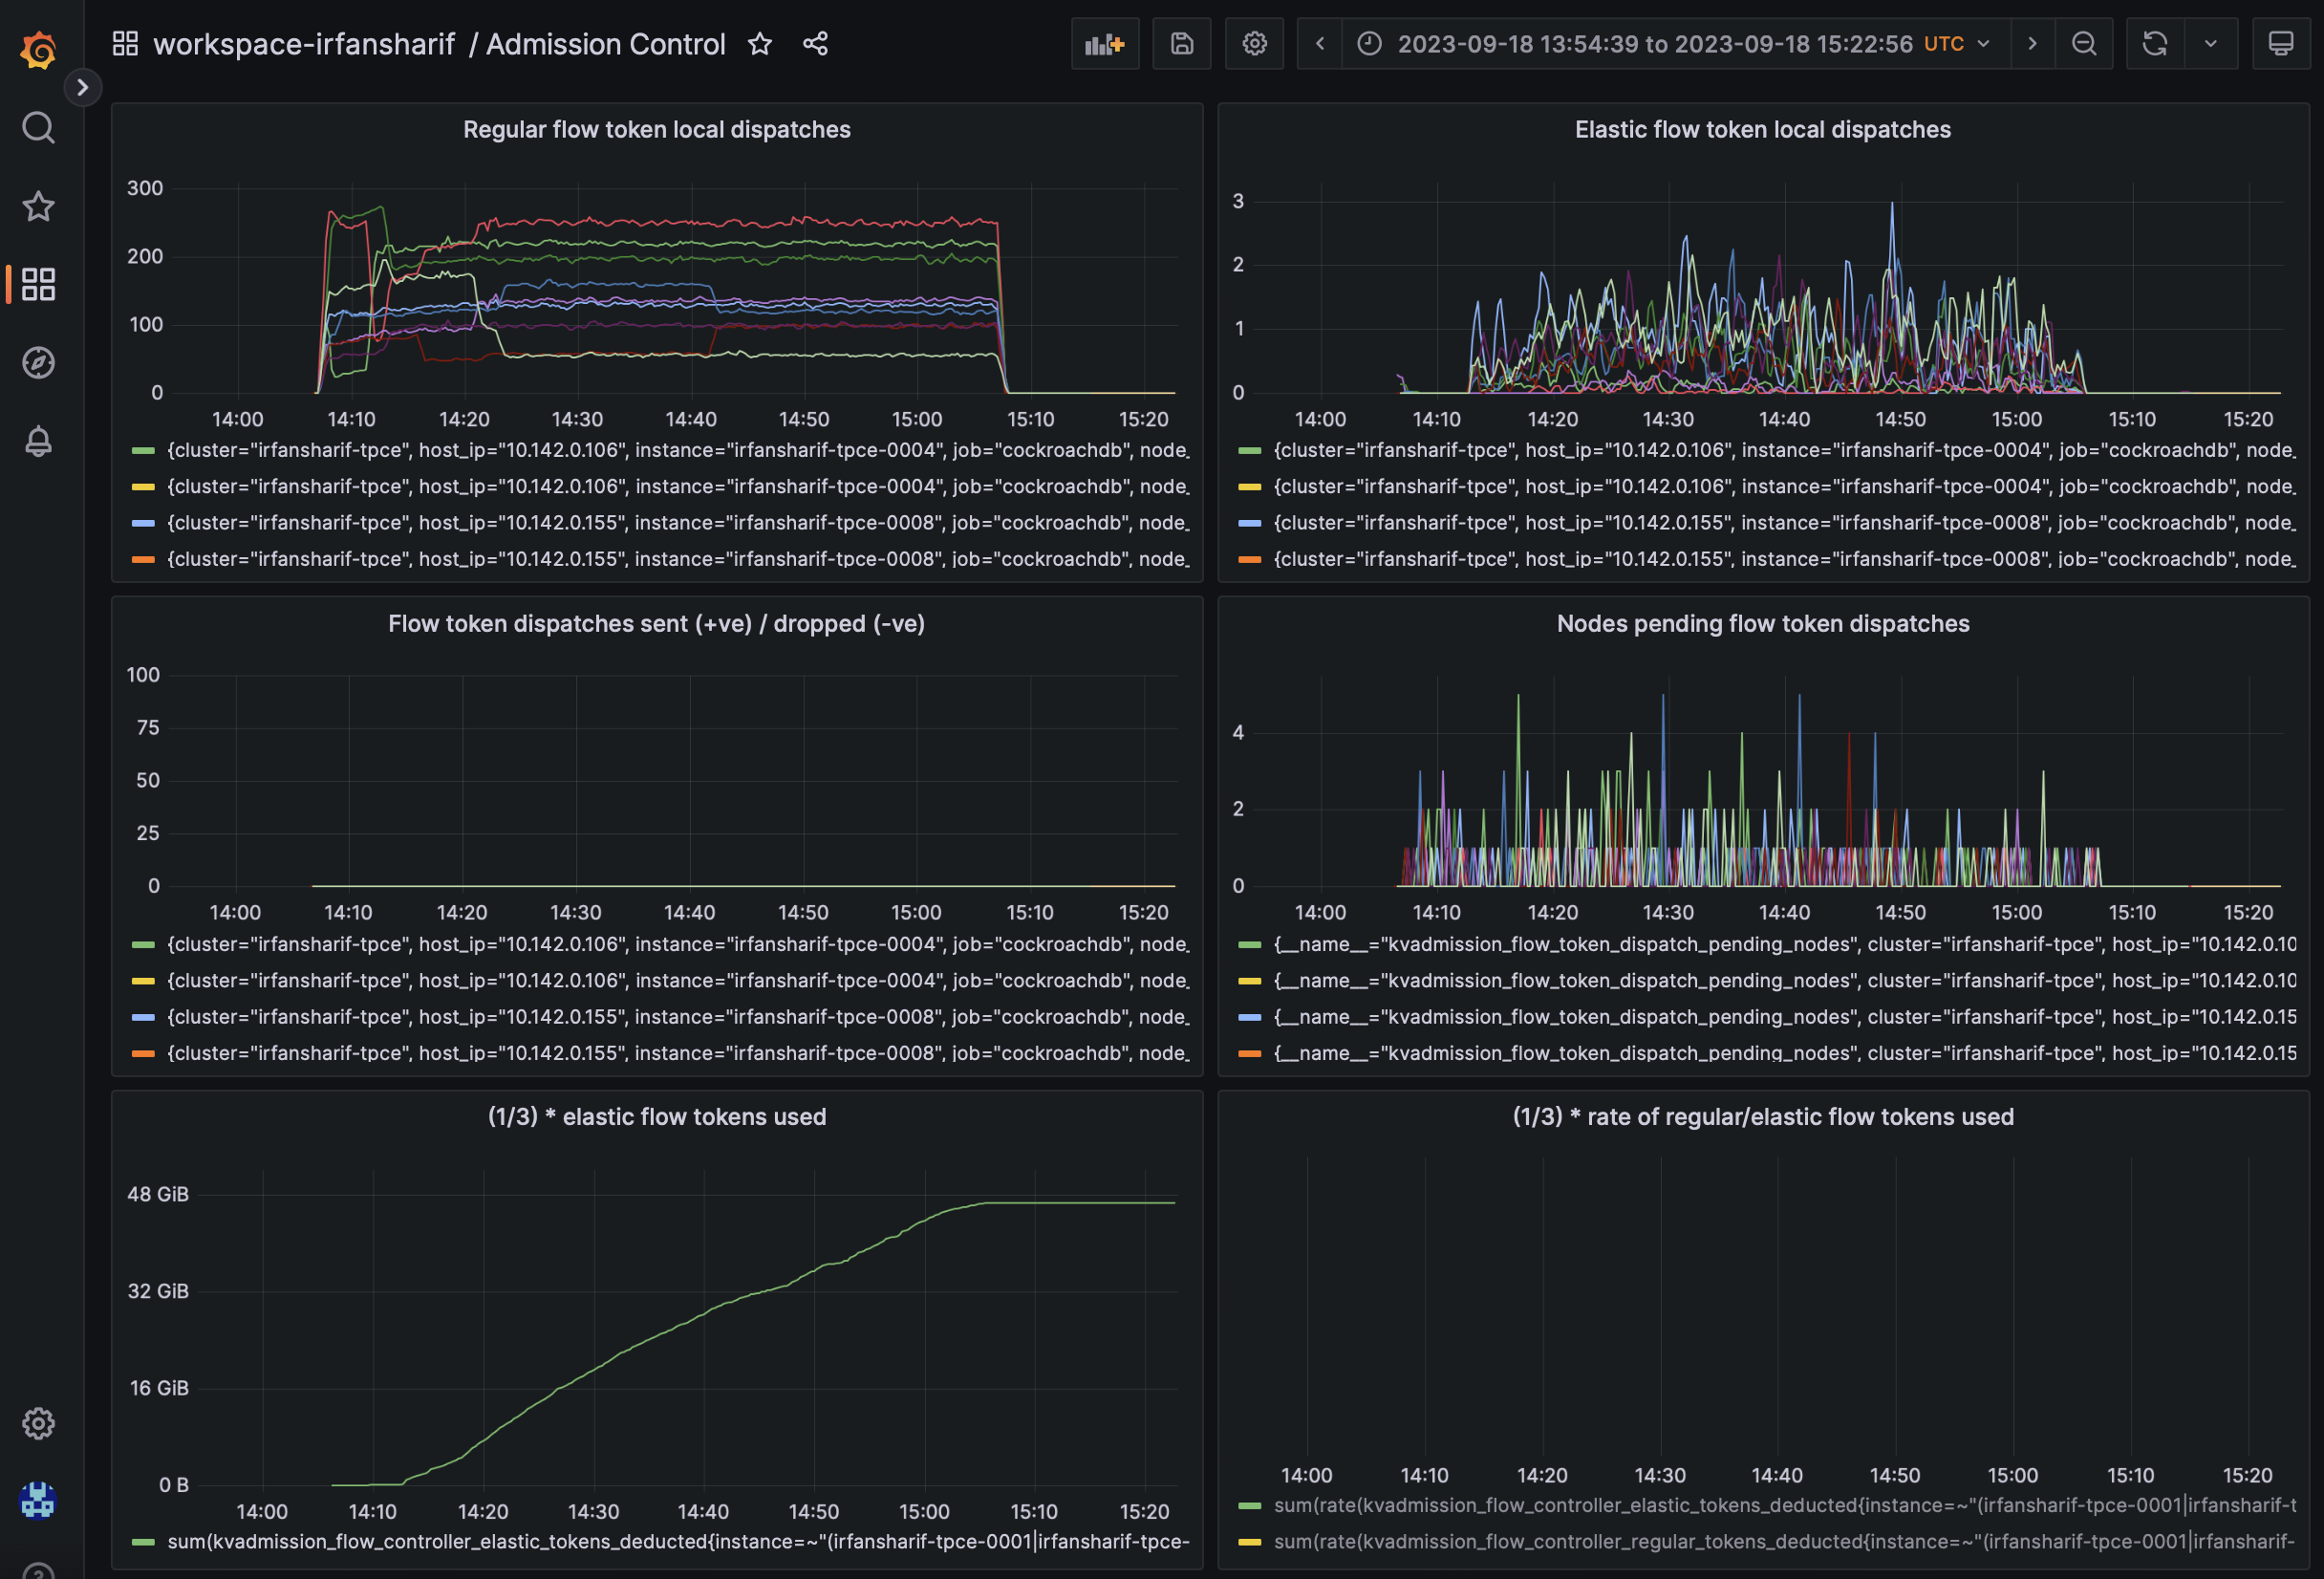 workspace-irfansharif / Admission Control
2023-09-18 13:54:39 to 2023-09-18 15:22:56 UTC
Regular flow token local dispatches
300
200
100
0
14:00 14:10 14:20 14:30 14:40 14:50 15:00 15:10 15:20
{cluster="irfansharif-tpce", host_ip="10.142.0.106", instance="irfansharif-tpce-0004", job="cockroachdb", node_
{cluster="irfansharif-tpce", host_ip="10.142.0.106", instance="irfansharif-tpce-0004", job="cockroachdb", node_
{cluster="irfansharif-tpce", host_ip="10.142.0.155", instance="irfansharif-tpce-0008", job="cockroachdb", node_
{cluster="irfansharif-tpce", host_ip="10.142.0.155", instance="irfansharif-tpce-0008", job="cockroachdb", node_
Elastic flow token local dispatches
3
2
1
0
14:00 14:10 14:20 14:30 14:40 14:50 15:00 15:10 15:20
{cluster="irfansharif-tpce", host_ip="10.142.0.106", instance="irfansharif-tpce-0004", job="cockroachdb", node_
{cluster="irfansharif-tpce", host_ip="10.142.0.106", instance="irfansharif-tpce-0004", job="cockroachdb", node_
{cluster="irfansharif-tpce", host_ip="10.142.0.155", instance="irfansharif-tpce-0008", job="cockroachdb", node_
{cluster="irfansharif-tpce", host_ip="10.142.0.155", instance="irfansharif-tpce-0008", job="cockroachdb", node_
Flow token dispatches sent (+ve) / dropped (-ve)
100
75
50
25
0
14:00 14:10 14:20 14:30 14:40 14:50 15:00 15:10 15:20
{cluster="irfansharif-tpce", host_ip="10.142.0.106", instance="irfansharif-tpce-0004", job="cockroachdb", node_
{cluster="irfansharif-tpce", host_ip="10.142.0.106", instance="irfansharif-tpce-0004", job="cockroachdb", node_
{cluster="irfansharif-tpce", host_ip="10.142.0.155", instance="irfansharif-tpce-0008", job="cockroachdb", node_
{cluster="irfansharif-tpce", host_ip="10.142.0.155", instance="irfansharif-tpce-0008", job="cockroachdb", node_
Nodes pending flow token dispatches
4
2
0
14:00 14:10 14:20 14:30 14:40 14:50 15:00 15:10 15:20
{__name__="kvadmission_flow_token_dispatch_pending_nodes", cluster="irfansharif-tpce", host_ip="10.142.0.10
{__name__="kvadmission_flow_token_dispatch_pending_nodes", cluster="irfansharif-tpce", host_ip="10.142.0.10
{__name__="kvadmission_flow_token_dispatch_pending_nodes", cluster="irfansharif-tpce", host_ip="10.142.0.15
{__name__="kvadmission_flow_token_dispatch_pending_nodes", cluster="irfansharif-tpce", host_ip="10.142.0.15
(1/3) * elastic flow tokens used
48 GiB
32 GiB
16 GiB
0 B
14:00 14:10 14:20 14:30 14:40 14:50 15:00 15:10 15:20
sum(kvadmission_flow_controller_elastic_tokens_deducted{instance=~"(irfansharif-tpce-0001|irfansharif-tpce-
(1/3) * rate of regular/elastic flow tokens used
14:00 14:10 14:20 14:30 14:40 14:50 15:00 15:10 15:20
sum(rate(kvadmission_flow_controller_elastic_tokens_deducted{instance=~"(irfansharif-tpce-0001|irfansharif-t
sum(rate(kvadmission_flow_controller_regular_tokens_deducted{instance=~"(irfansharif-tpce-0001|irfansharif-